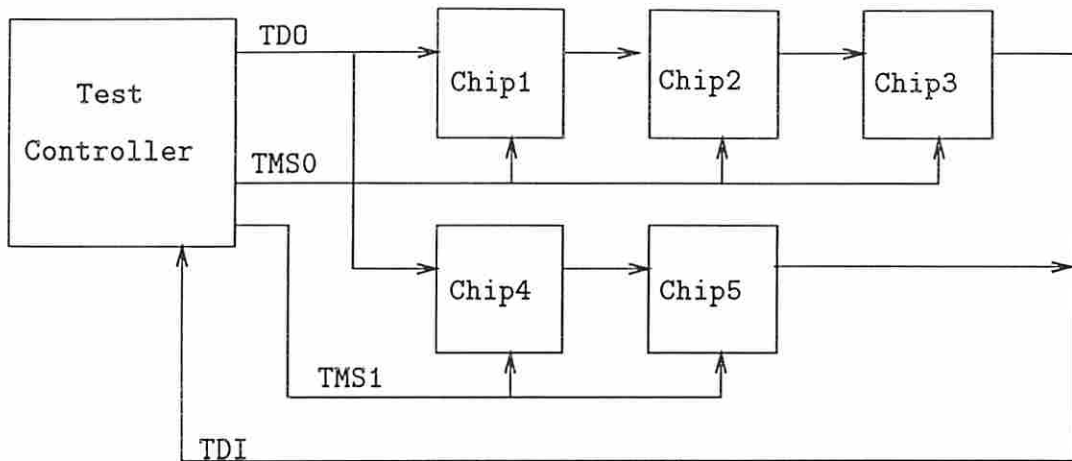 TDO
Test
Controller
Chip1
Chip2
Chip3
TMS0
Chip4
Chip5
TMS1
TDI